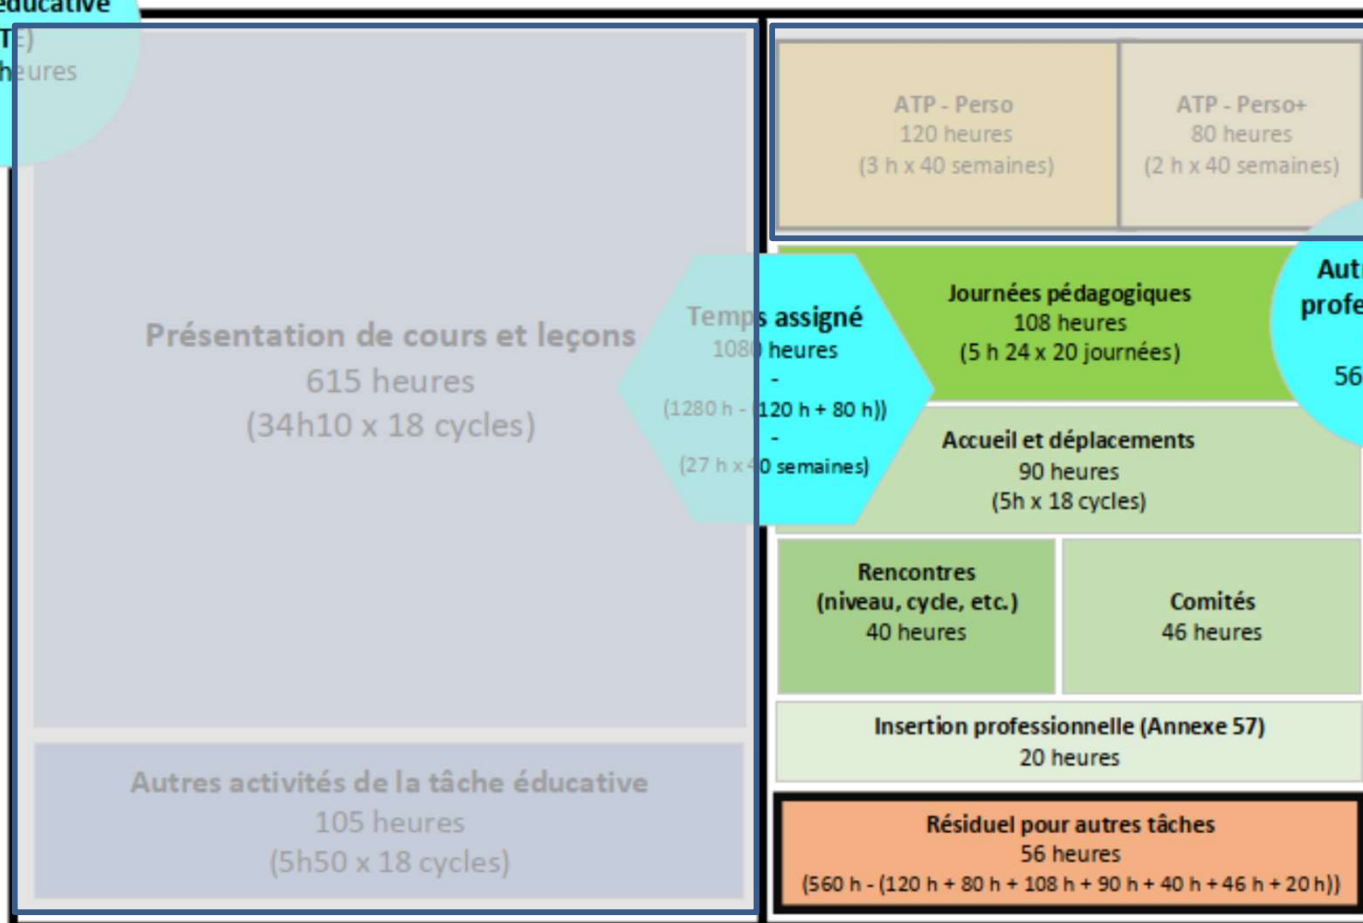 éducative
TE)
heures
Présentation de cours et leçons
615 heures
(34h10 x 18 cycles)
Autres activités de la tâche éducative
105 heures
(5h50 x 18 cycles)
Temps assigné
1080 heures
-
(1280 h - (120 h + 80 h))
-
(27 h x 40 semaines)
ATP - Perso
120 heures
(3 h x 40 semaines)
ATP - Perso+
80 heures
(2 h x 40 semaines)
Journées pédagogiques
108 heures
(5 h 24 x 20 journées)
Aut
profe
56
Accueil et déplacements
90 heures
(5h x 18 cycles)
Rencontres
(niveau, cycle, etc.)
40 heures
Comités
46 heures
Insertion professionnelle (Annexe 57)
20 heures
Résiduel pour autres tâches
56 heures
(560 h - (120 h + 80 h + 108 h + 90 h + 40 h + 46 h + 20 h))